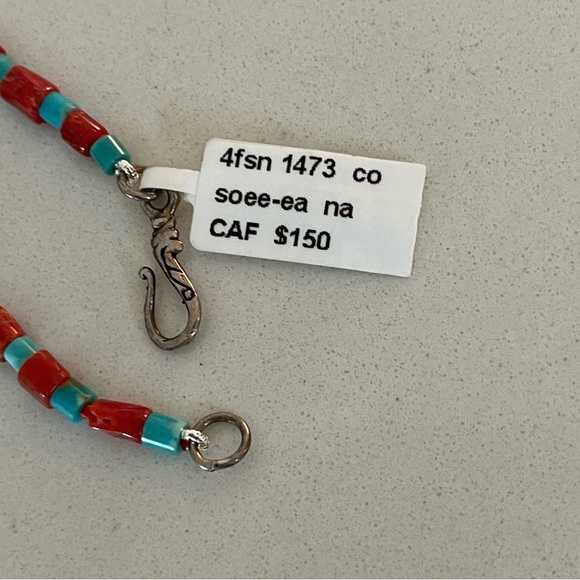 4fsn 1473 co
soee-ea na
CAF $150